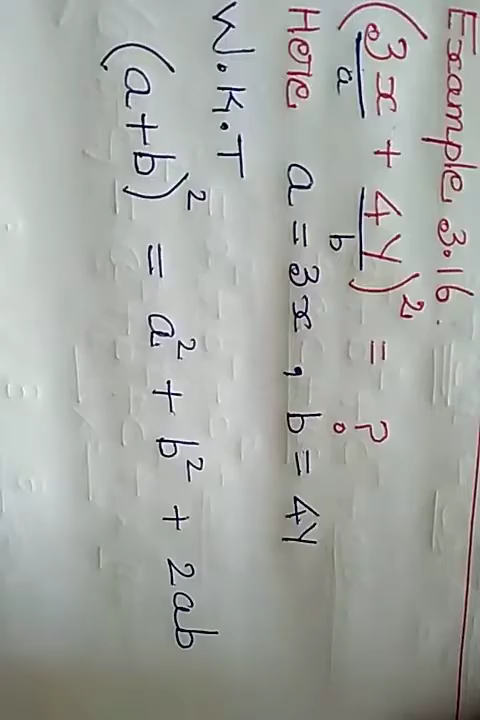 Example 3.16.
(3x + 4y)² = ?
a b
Here a = 3x, b = 4y
W.K.T
(a+b)² = a² + b² + 2ab